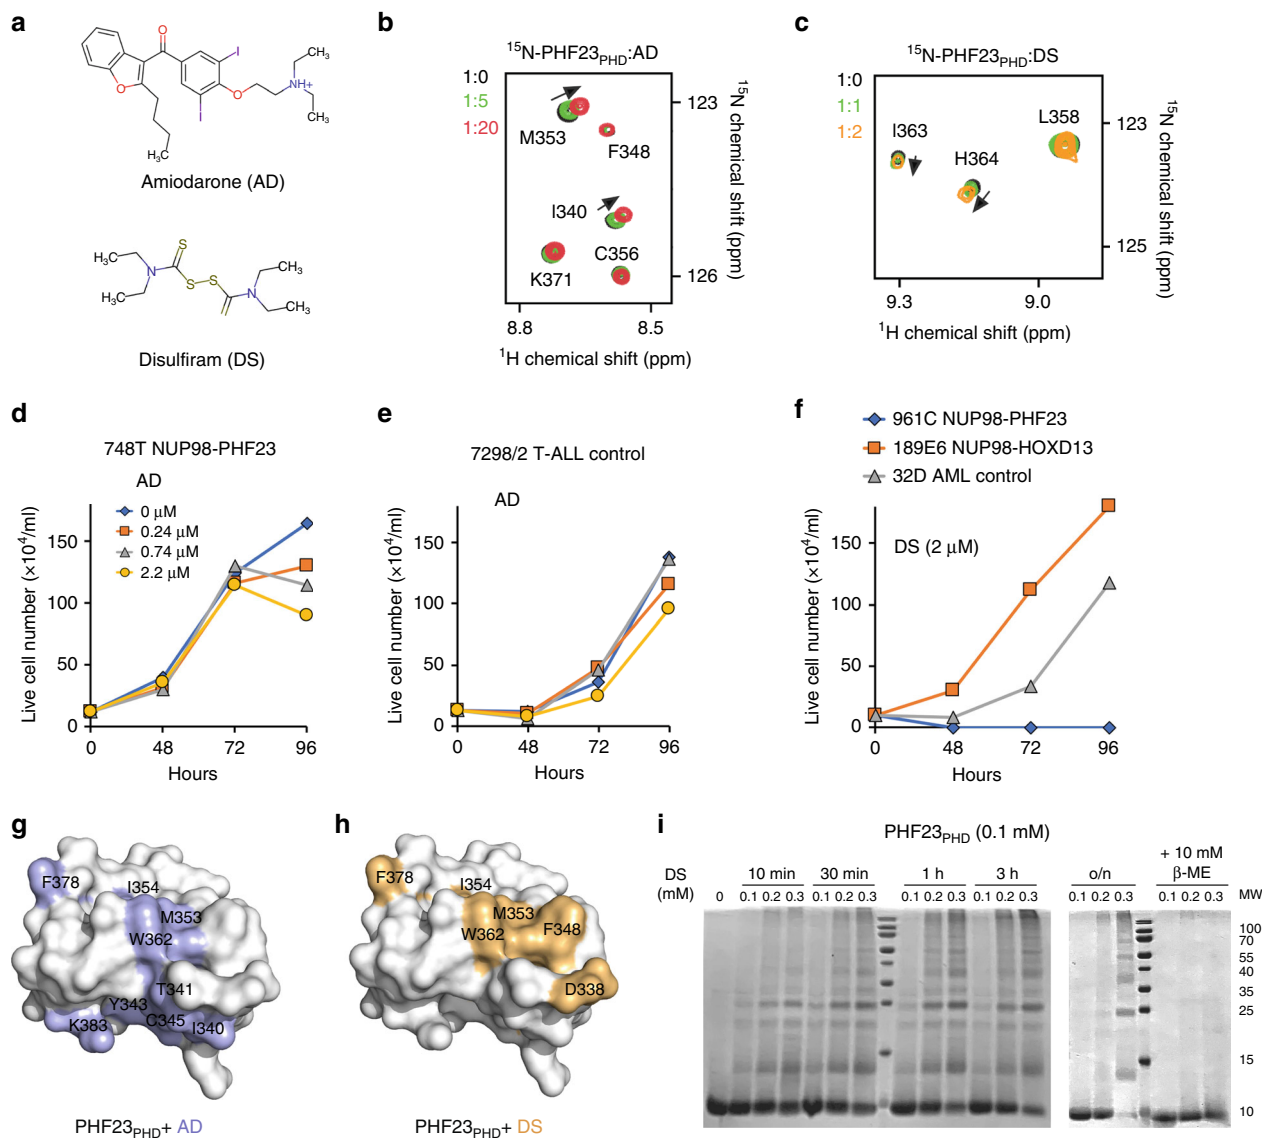 a
O
I
CH₃
NH⁺
O
O
I
CH₃
H₃C
Amiodarone (AD)
H₃C
S
N
S
S
N
CH₃
H₃C
CH₃
Disulfiram (DS)
b
¹⁵N-PHF23PHD:AD
1:0
1:5
1:20
M353
F348
I340
C356
K371
123
126
8.8
8.5
¹H chemical shift (ppm)
¹⁵N chemical shift (ppm)
c
¹⁵N-PHF23PHD:DS
1:0
1:1
1:2
I363
H364
L358
123
125
9.3
9.0
¹H chemical shift (ppm)
¹⁵N chemical shift (ppm)
d
748T NUP98-PHF23
AD
0 μM
0.24 μM
0.74 μM
2.2 μM
Live cell number (×10⁴/ml)
150
100
50
0
0 48 72 96
Hours
e
7298/2 T-ALL control
AD
Live cell number (×10⁴/ml)
150
100
50
0
0 48 72 96
Hours
f
961C NUP98-PHF23
189E6 NUP98-HOXD13
32D AML control
DS (2 μM)
Live cell number (×10⁴/ml)
150
100
50
0
0 48 72 96
Hours
g
F378
I354
M353
W362
T341
Y343
C345
I340
K383
PHF23PHD+ AD
h
F378
I354
M353
W362
F348
D338
PHF23PHD+ DS
i
PHF23PHD (0.1 mM)
DS (mM)
10 min 30 min 1 h 3 h o/n
+ 10 mM
β-ME
0 0.1 0.2 0.3 0.1 0.2 0.3 0.1 0.2 0.3 0.1 0.2 0.3 0.1 0.2 0.3 0.1 0.2 0.3
MW
100
70
55
40
35
25
15
10